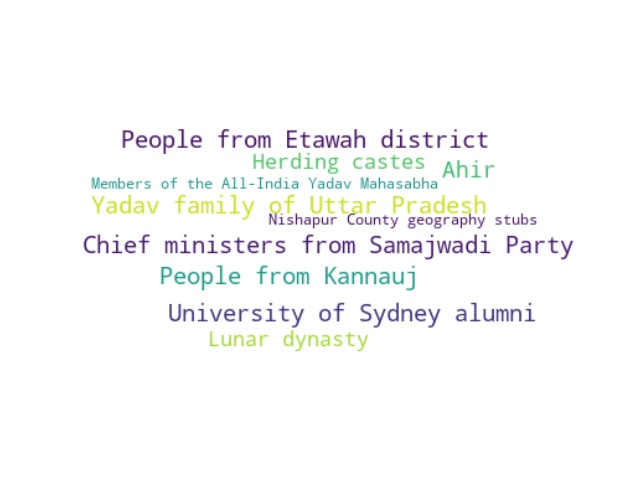 People from Etawah district
Herding castes
Ahir
Members of the All-India Yadav Mahasabha
Yadav family of Uttar Pradesh
Nishapur County geography stubs
Chief ministers from Samajwadi Party
People from Kannauj
University of Sydney alumni
Lunar dynasty